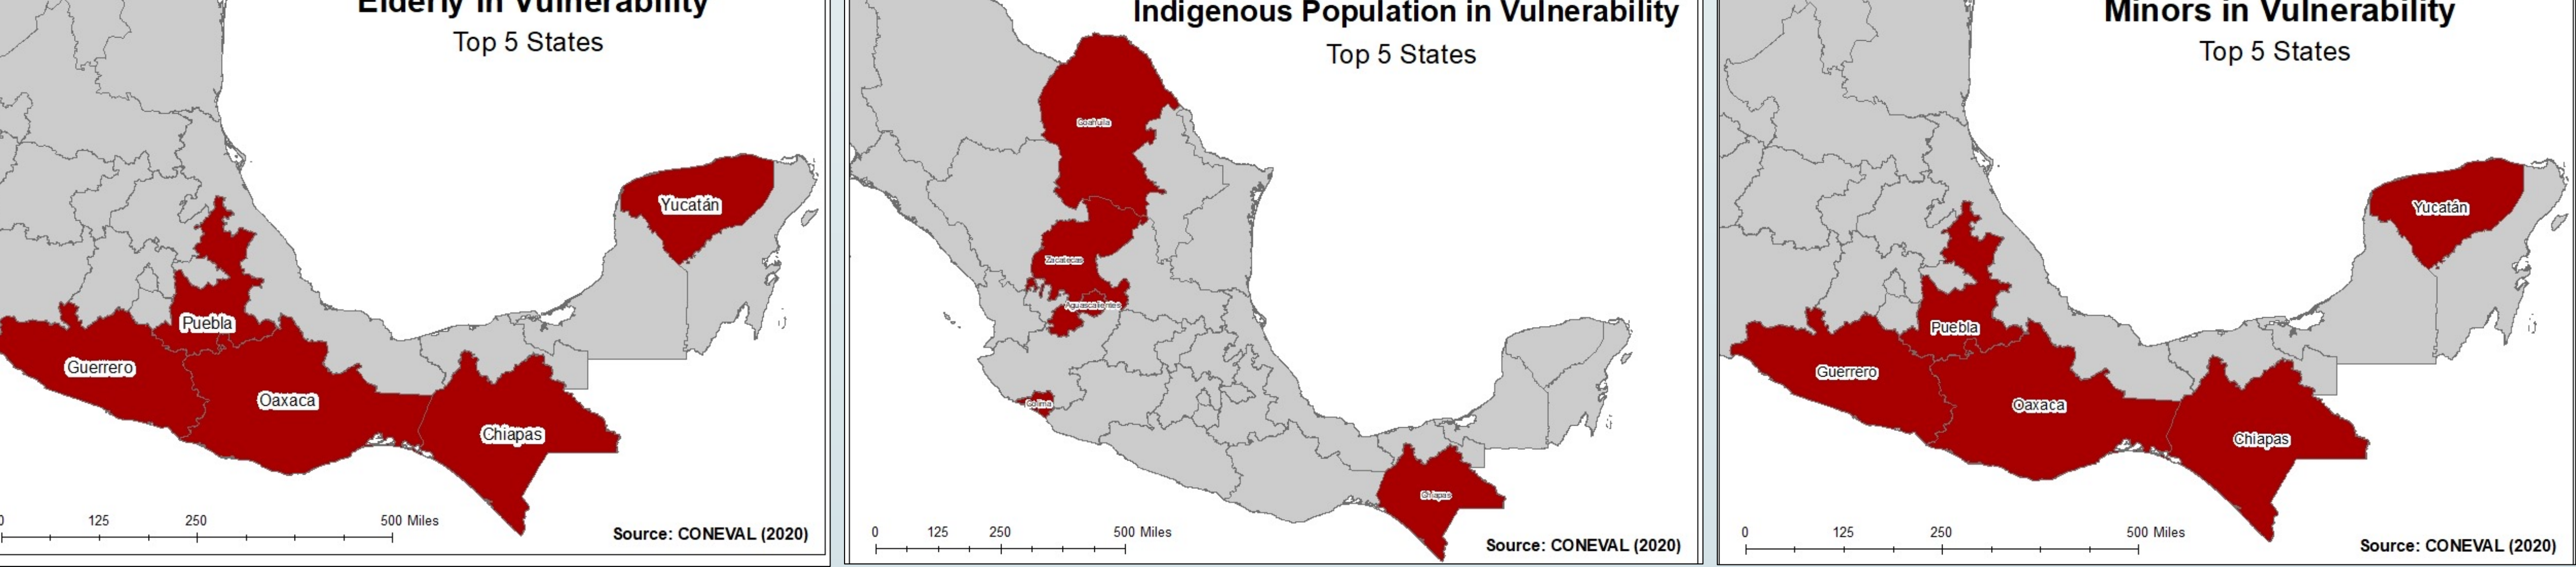 Elderly in Vulnerability
Top 5 States
Yucatán
Puebla
Guerrero
Oaxaca
Chiapas
0 125 250 500 Miles
Source: CONEVAL (2020)
Indigenous Population in Vulnerability
Top 5 States
Coahuila
Zacatecas
Aguascalientes
Colima
Chiapas
0 125 250 500 Miles
Source: CONEVAL (2020)
Minors in Vulnerability
Top 5 States
Yucatán
Puebla
Guerrero
Oaxaca
Chiapas
0 125 250 500 Miles
Source: CONEVAL (2020)